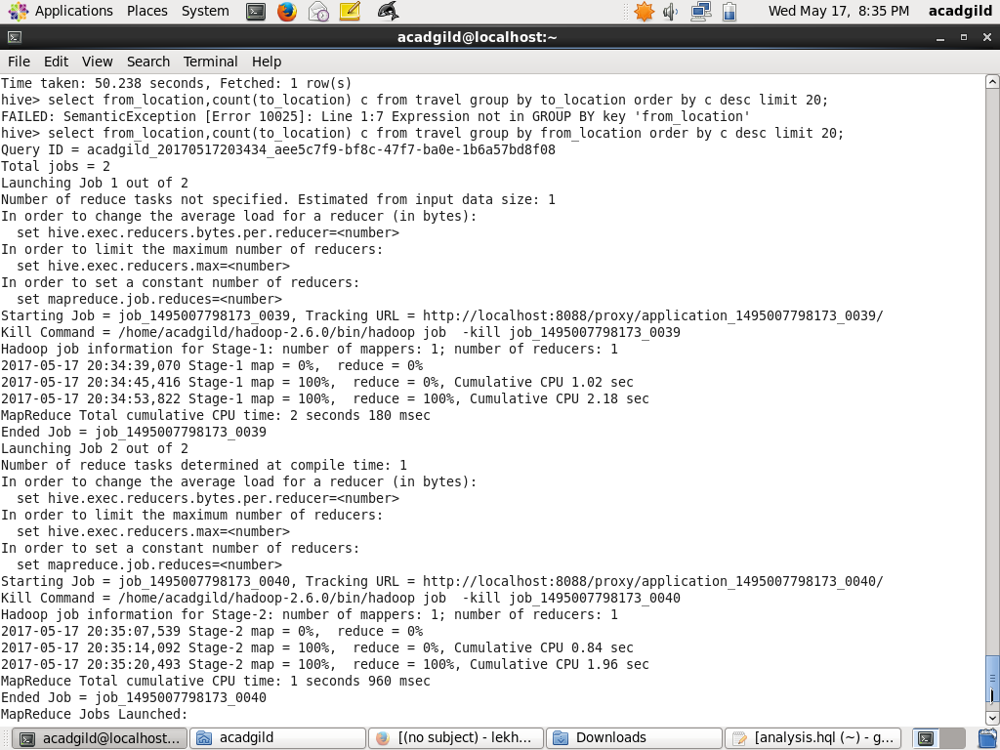 Applications Places System Wed May 17, 8:35 PM acadgild
acadgild@localhost:~
File Edit View Search Terminal Help
Time taken: 50.238 seconds, Fetched: 1 row(s)
hive> select from_location,count(to_location) c from travel group by to_location order by c desc limit 20;
FAILED: SemanticException [Error 10025]: Line 1:7 Expression not in GROUP BY key 'from_location'
hive> select from_location,count(to_location) c from travel group by from_location order by c desc limit 20;
Query ID = acadgild_20170517203434_aee5c7f9-bf8c-47f7-ba0e-1b6a57bd8f08
Total jobs = 2
Launching Job 1 out of 2
Number of reduce tasks not specified. Estimated from input data size: 1
In order to change the average load for a reducer (in bytes):
  set hive.exec.reducers.bytes.per.reducer=<number>
In order to limit the maximum number of reducers:
  set hive.exec.reducers.max=<number>
In order to set a constant number of reducers:
  set mapreduce.job.reduces=<number>
Starting Job = job_1495007798173_0039, Tracking URL = http://localhost:8088/proxy/application_1495007798173_0039/
Kill Command = /home/acadgild/hadoop-2.6.0/bin/hadoop job  -kill job_1495007798173_0039
Hadoop job information for Stage-1: number of mappers: 1; number of reducers: 1
2017-05-17 20:34:39,070 Stage-1 map = 0%,  reduce = 0%
2017-05-17 20:34:45,416 Stage-1 map = 100%,  reduce = 0%, Cumulative CPU 1.02 sec
2017-05-17 20:34:53,822 Stage-1 map = 100%,  reduce = 100%, Cumulative CPU 2.18 sec
MapReduce Total cumulative CPU time: 2 seconds 180 msec
Ended Job = job_1495007798173_0039
Launching Job 2 out of 2
Number of reduce tasks determined at compile time: 1
In order to change the average load for a reducer (in bytes):
  set hive.exec.reducers.bytes.per.reducer=<number>
In order to limit the maximum number of reducers:
  set hive.exec.reducers.max=<number>
In order to set a constant number of reducers:
  set mapreduce.job.reduces=<number>
Starting Job = job_1495007798173_0040, Tracking URL = http://localhost:8088/proxy/application_1495007798173_0040/
Kill Command = /home/acadgild/hadoop-2.6.0/bin/hadoop job  -kill job_1495007798173_0040
Hadoop job information for Stage-2: number of mappers: 1; number of reducers: 1
2017-05-17 20:35:07,539 Stage-2 map = 0%,  reduce = 0%
2017-05-17 20:35:14,092 Stage-2 map = 100%,  reduce = 0%, Cumulative CPU 0.84 sec
2017-05-17 20:35:20,493 Stage-2 map = 100%,  reduce = 100%, Cumulative CPU 1.96 sec
MapReduce Total cumulative CPU time: 1 seconds 960 msec
Ended Job = job_1495007798173_0040
MapReduce Jobs Launched:
acadgild@localhost... acadgild [(no subject) - lekh... Downloads [analysis.hql (~) - g...